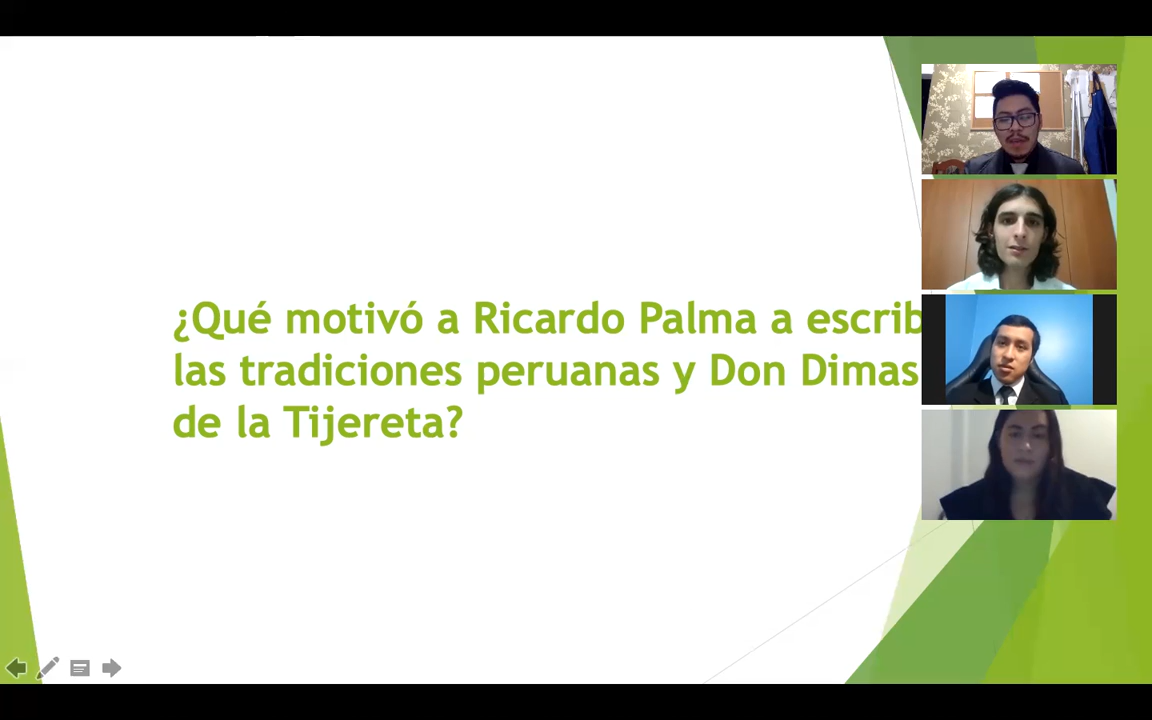 ¿Qué motivó a Ricardo Palma a escrib
las tradiciones peruanas y Don Dimas
de la Tijereta?